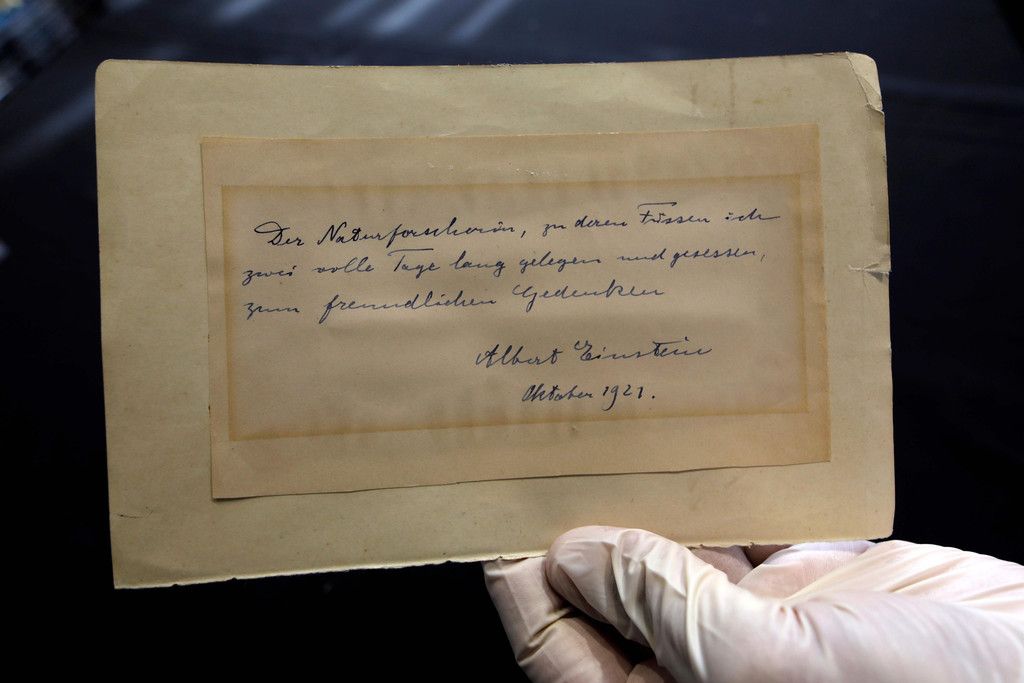 Der Naturforscherin, zu deren Füssen ich
zwei volle Tage lang gelegen und gesessen,
zum freundlichen Gedenken
Albert Einstein
Oktober 1921.